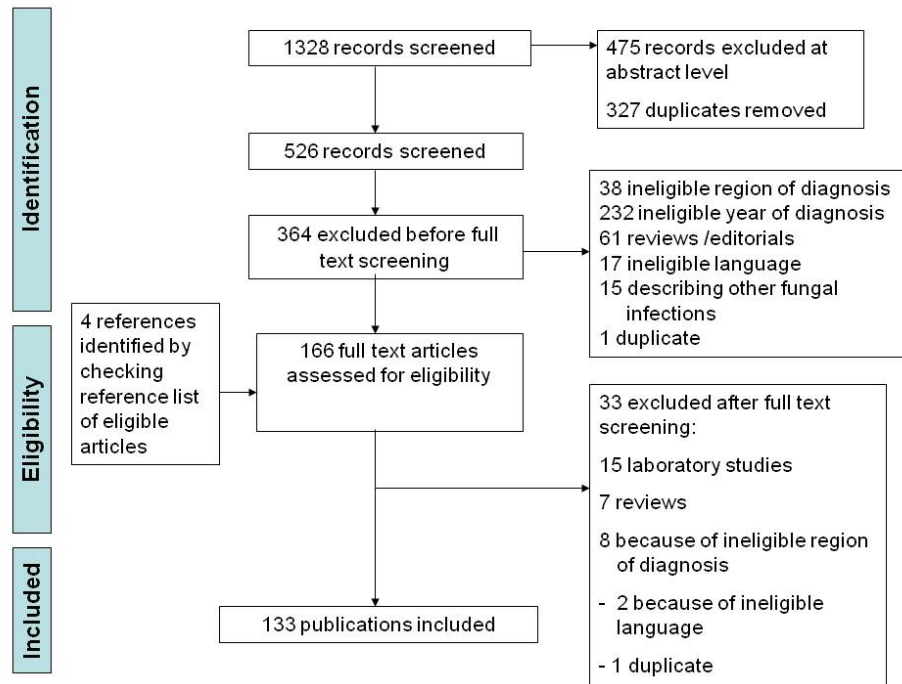 Identification
1328 records screened
475 records excluded at
abstract level
327 duplicates removed
526 records screened
364 excluded before full
text screening
38 ineligible region of diagnosis
232 ineligible year of diagnosis
61 reviews /editorials
17 ineligible language
15 describing other fungal
infections
1 duplicate
Eligibility
4 references
identified by
checking
reference list
of eligible
articles
166 full text articles
assessed for eligibility
33 excluded after full text
screening:
15 laboratory studies
7 reviews
8 because of ineligible region
of diagnosis
- 2 because of ineligible
language
- 1 duplicate
Included
133 publications included